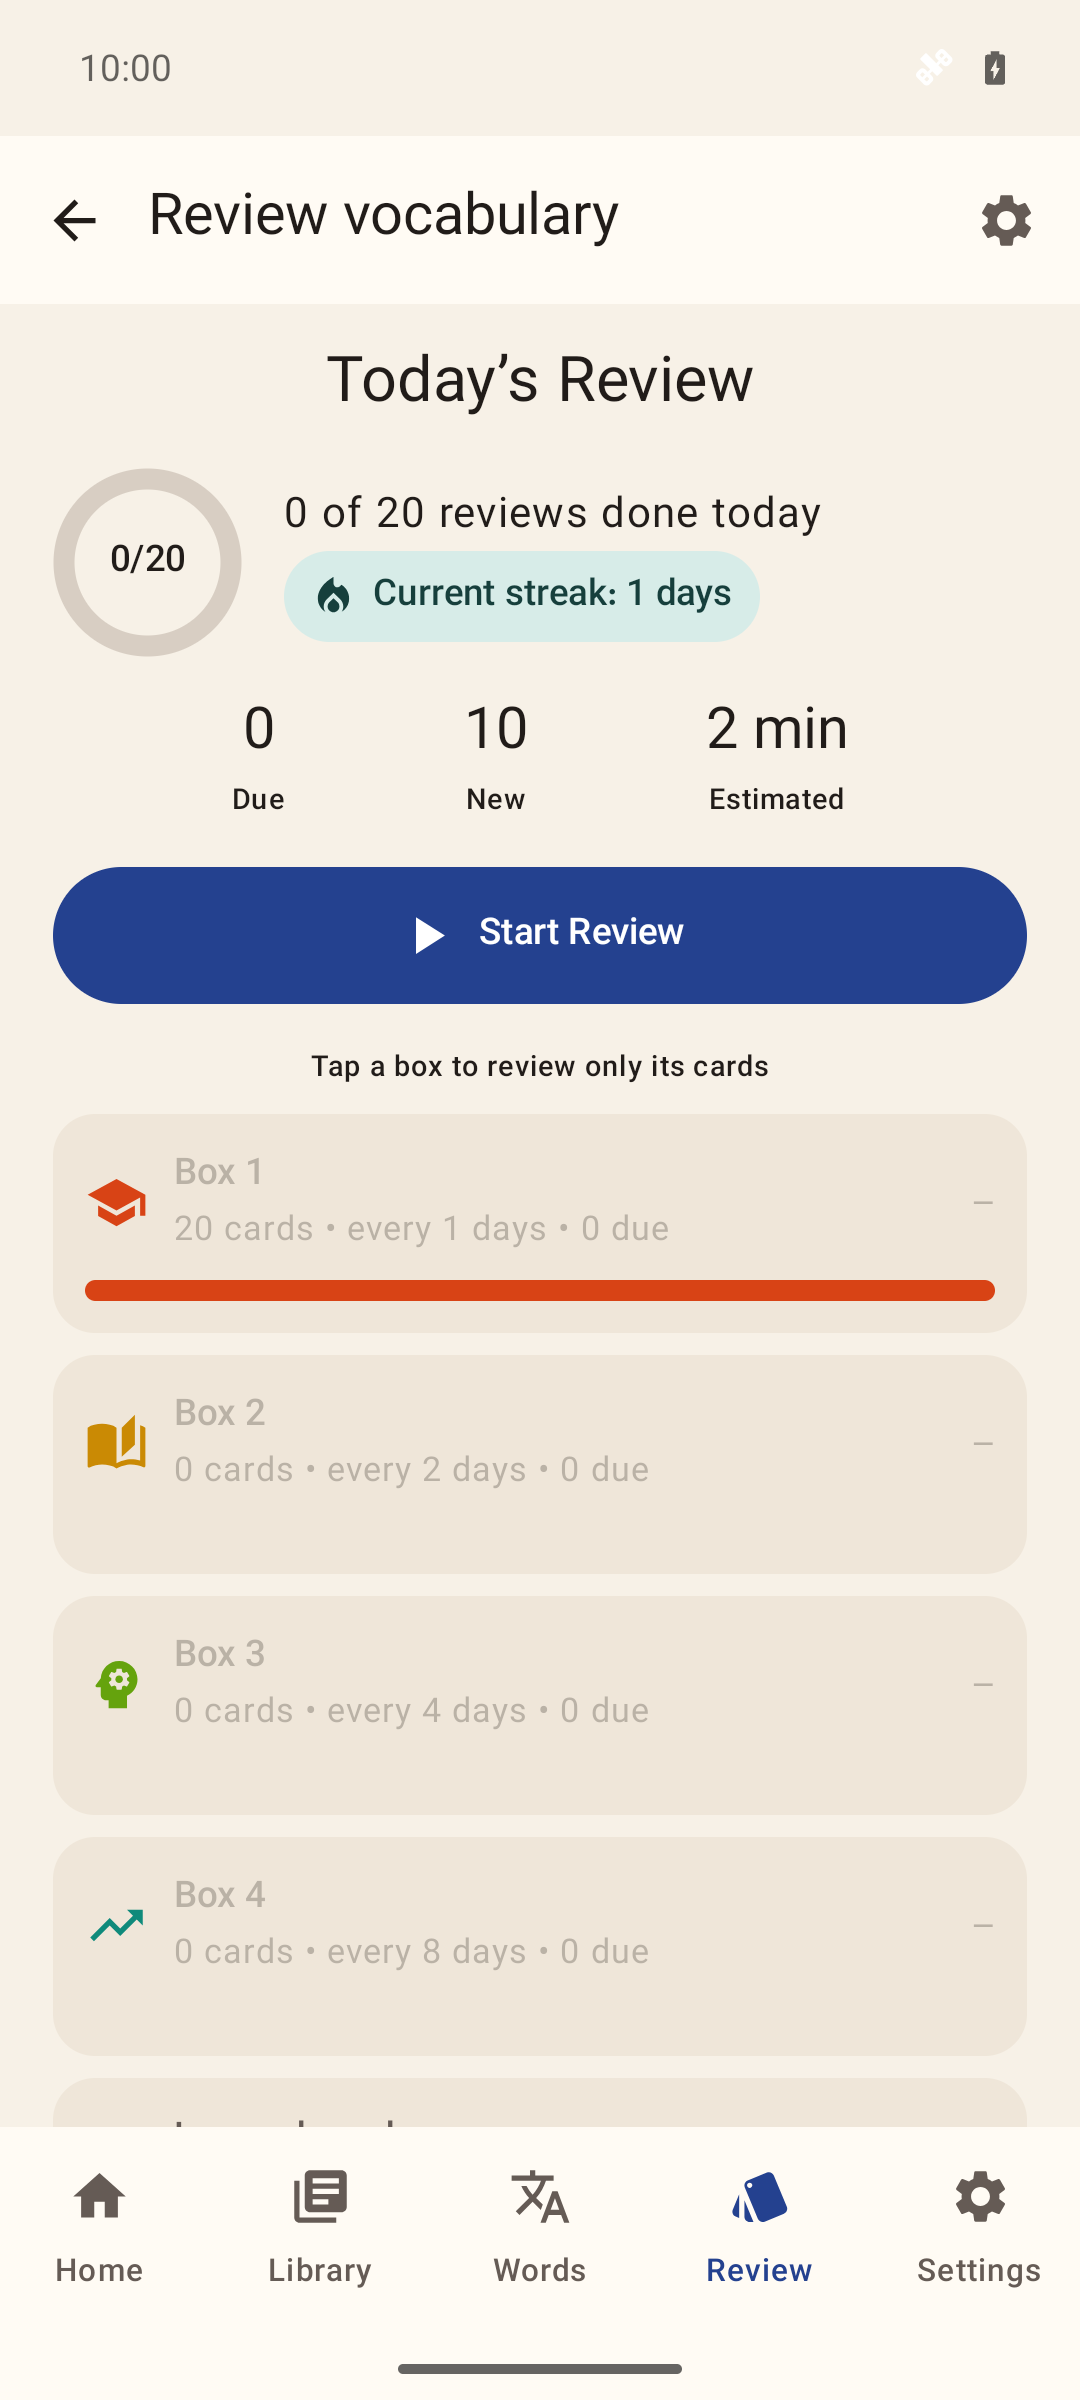 10:00
Review vocabulary
Today’s Review
0/20
0 of 20 reviews done today
Current streak: 1 days
0
10
2 min
Due
New
Estimated
Start Review
Tap a box to review only its cards
Box 1
20 cards • every 1 days • 0 due
–
Box 2
0 cards • every 2 days • 0 due
–
Box 3
0 cards • every 4 days • 0 due
–
Box 4
0 cards • every 8 days • 0 due
–
Home
Library
Words
Review
Settings